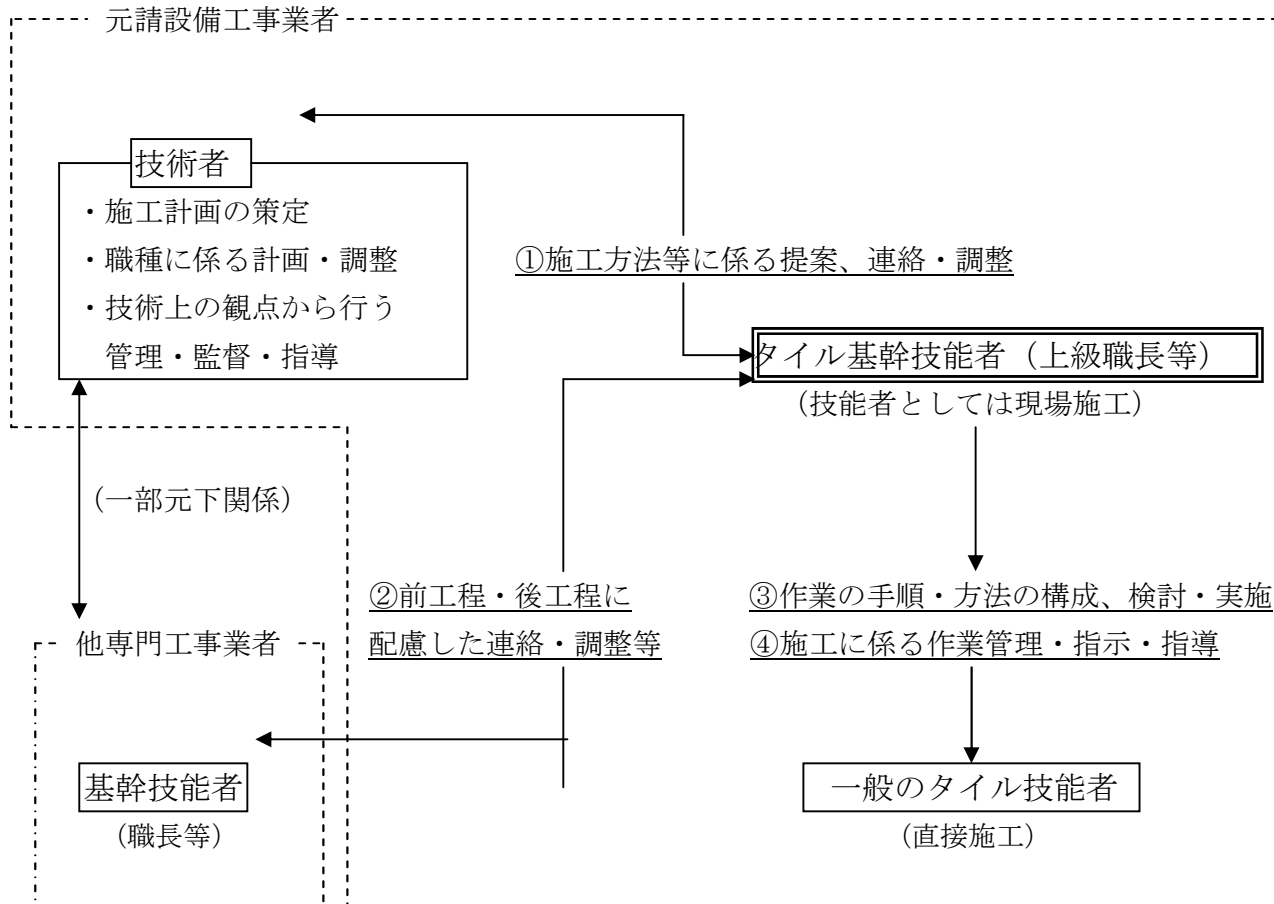 元請設備工事業者
技術者
・施工計画の策定
・職種に係る計画・調整
・技術上の観点から行う
管理・監督・指導
①施工方法等に係る提案、連絡・調整
タイル基幹技能者（上級職長等）
（技能者としては現場施工）
（一部元下関係）
②前工程・後工程に
配慮した連絡・調整等
③作業の手順・方法の構成、検討・実施
④施工に係る作業管理・指示・指導
他専門工事業者
基幹技能者
（職長等）
一般のタイル技能者
（直接施工）